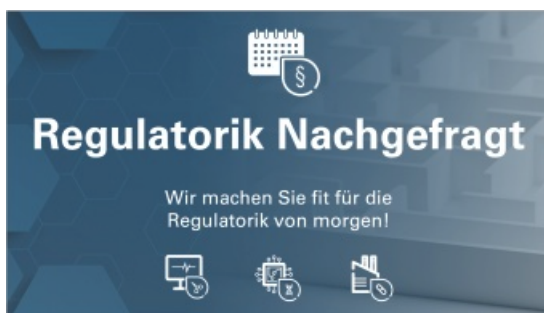 §
Regulatorik Nachgefragt
Wir machen Sie fit für die
Regulatorik von morgen!